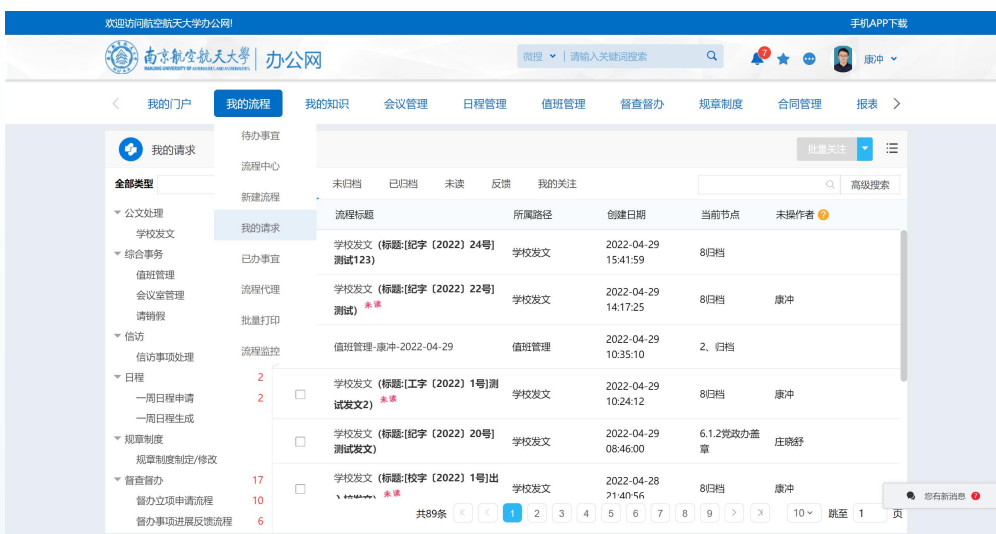 欢迎访问航空航天大学办公网!
手机APP下载
南京航空航天大學
办公网
微搜
请输入关键词搜索
7
康冲
我的门户
我的流程
我的知识
会议管理
日程管理
值班管理
督查督办
规章制度
合同管理
报表
待办事宜
流程中心
新建流程
我的请求
已办事宜
流程代理
批量打印
流程监控
我的请求
批量关注
全部类型
未归档
已归档
未读
反馈
我的关注
高级搜索
公文处理
学校发文
综合事务
值班管理
会议室管理
请销假
信访
信访事项处理
日程 2
一周日程申请 2
一周日程生成
规章制度
规章制度制定/修改
督查督办 17
督办立项申请流程 10
督办事项进展反馈流程 6
流程标题 所属路径 创建日期 当前节点 未操作者 ?
学校发文 (标题:[纪字〔2022〕24号]
测试123)
学校发文
2022-04-29
15:41:59
8归档
学校发文 (标题:[纪字〔2022〕22号]
测试) 未读
学校发文
2022-04-29
14:17:25
8归档
康冲
值班管理-康冲-2022-04-29
值班管理
2022-04-29
10:35:10
2、归档
学校发文 (标题:[工字〔2022〕1号]测
试发文2) 未读
学校发文
2022-04-29
10:24:12
8归档
康冲
学校发文 (标题:[纪字〔2022〕20号]
测试发文)
学校发文
2022-04-29
08:46:00
6.1.2党政办盖
章
庄晓舒
学校发文 (标题:[校字〔2022〕1号]出
未读
学校发文
2022-04-28
21:40:56
8归档
康冲
共89条 1 2 3 4 5 6 7 8 9 10 跳至 1 页
您有新消息 7